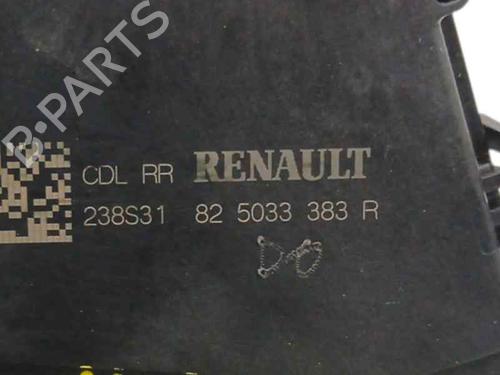 B-PARTS
CDL RR RENAULT
238S31 82 5033 383 R
D-O